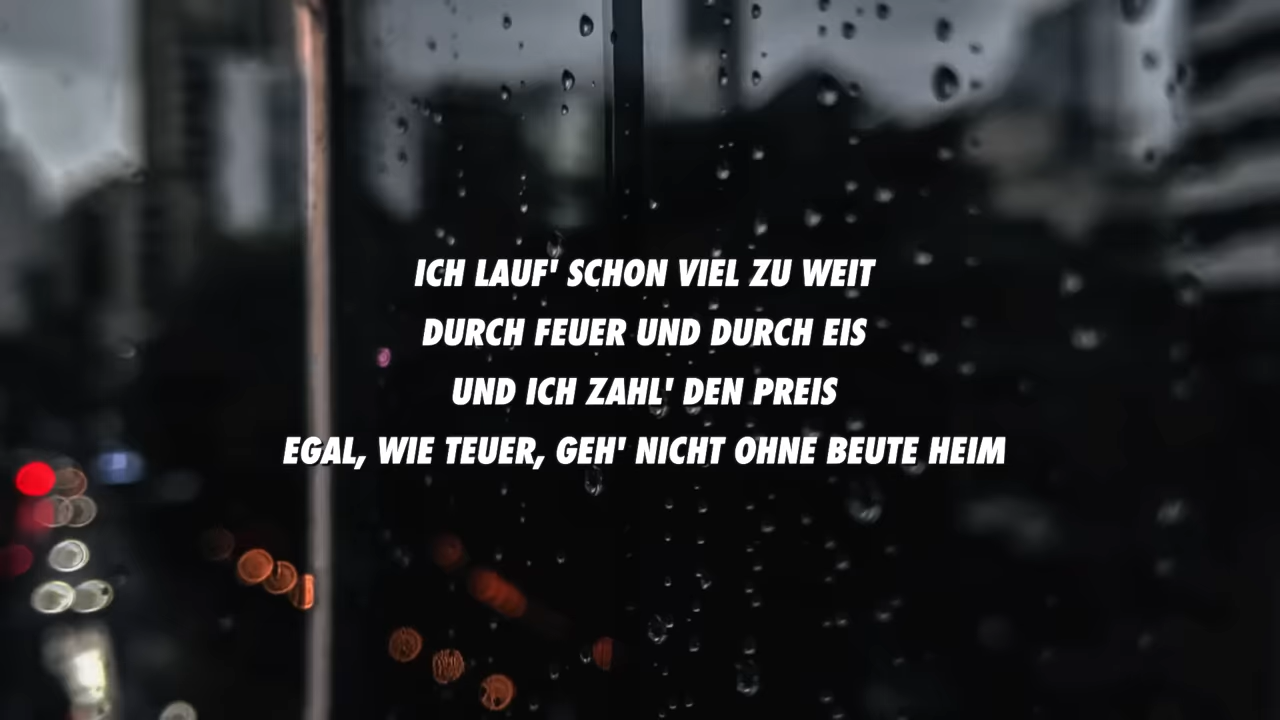 ICH LAUF' SCHON VIEL ZU WEIT
DURCH FEUER UND DURCH EIS
UND ICH ZAHL' DEN PREIS
EGAL, WIE TEUER, GEH' NICHT OHNE BEUTE HEIM